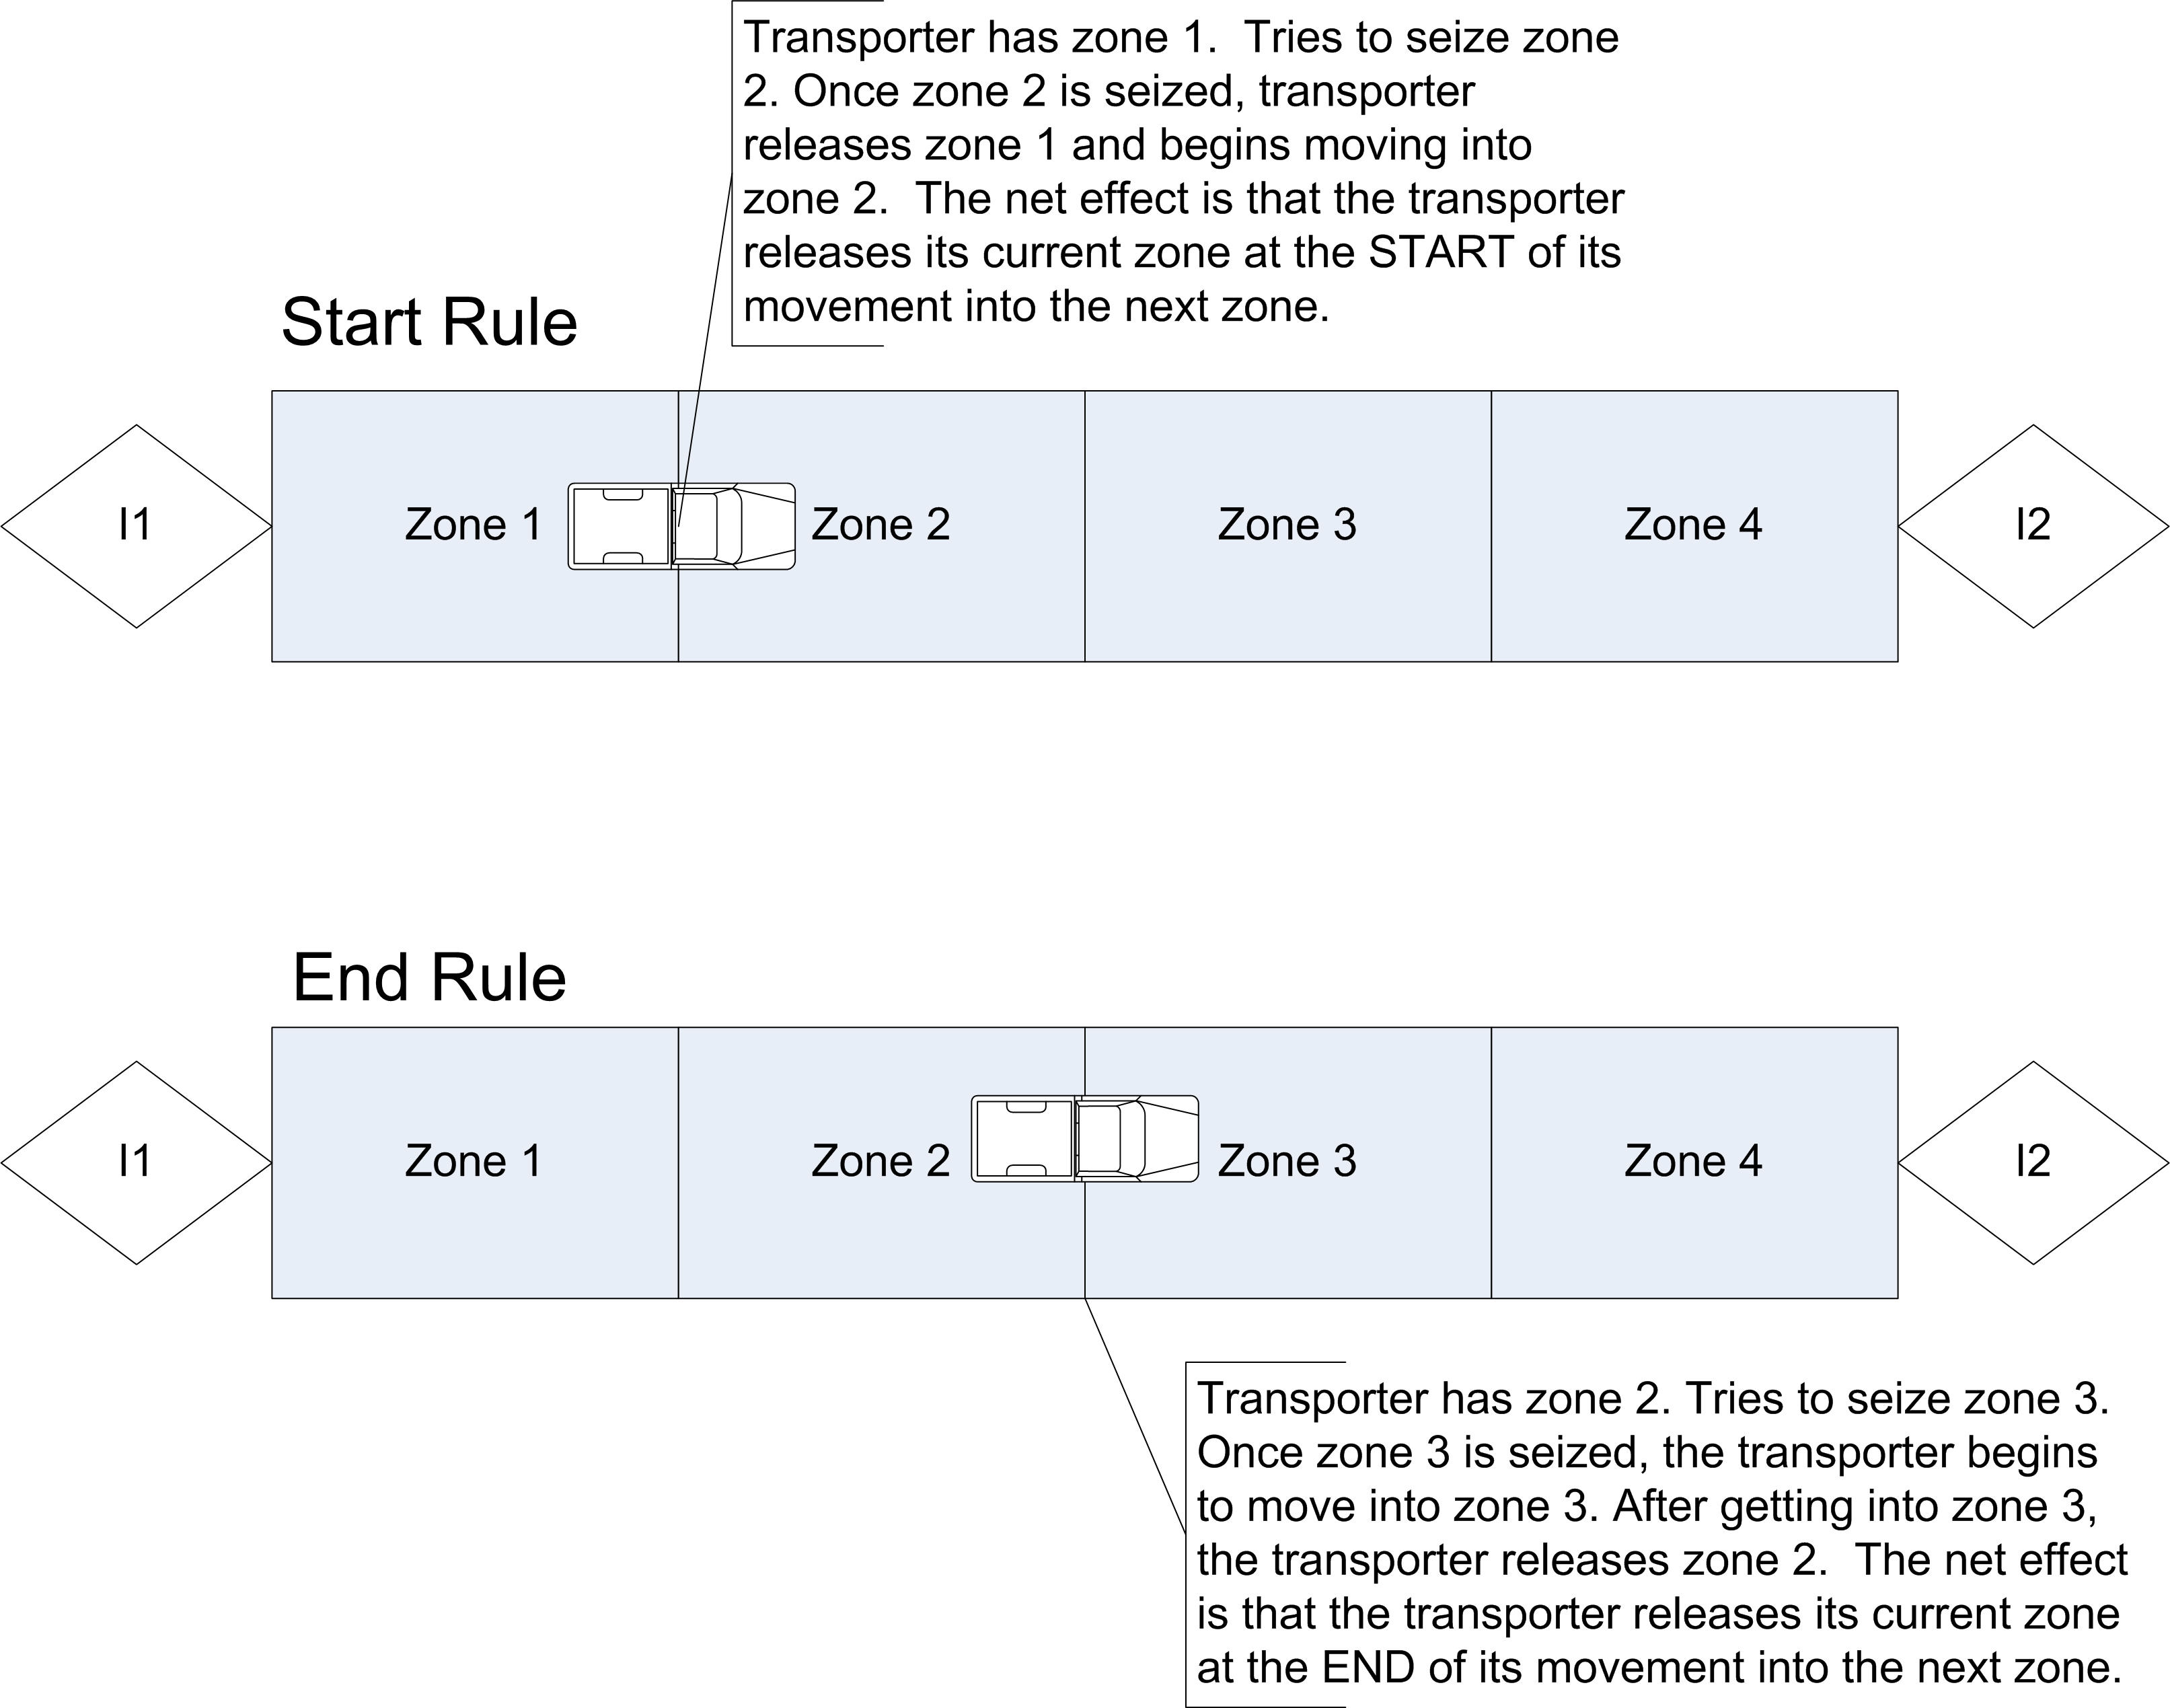 Transporter has zone 1.  Tries to seize zone
2. Once zone 2 is seized, transporter
releases zone 1 and begins moving into
zone 2.  The net effect is that the transporter
releases its current zone at the START of its
movement into the next zone.
Start Rule
I1
Zone 1
Zone 2
Zone 3
Zone 4
I2
End Rule
I1
Zone 1
Zone 2
Zone 3
Zone 4
I2
Transporter has zone 2. Tries to seize zone 3.
Once zone 3 is seized, the transporter begins
to move into zone 3. After getting into zone 3,
the transporter releases zone 2.  The net effect
is that the transporter releases its current zone
at the END of its movement into the next zone.